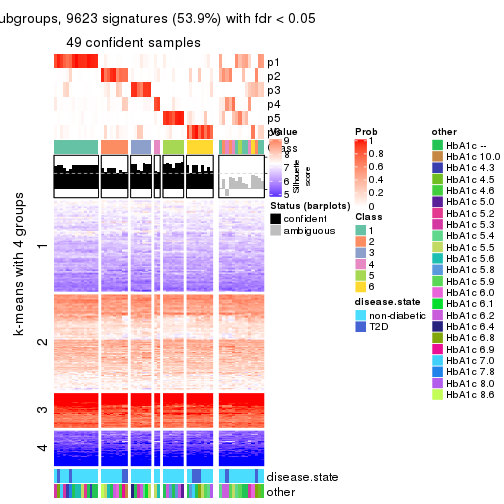 ubgroups, 9623 signatures (53.9%) with fdr < 0.05
49 confident samples
p1
p2
p3
p4
p5
p6
Class
k-means with 4 groups
1
2
3
4
disease.state
other
Value
9
8
7
6
5
Silhouette
score
Status (barplots)
confident
ambiguous
Prob
1
0.8
0.6
0.4
0.2
0
Class
1
2
3
4
5
6
disease.state
non-diabetic
T2D
other
HbA1c --
HbA1c 10.0
HbA1c 4.3
HbA1c 4.5
HbA1c 4.6
HbA1c 5.0
HbA1c 5.2
HbA1c 5.3
HbA1c 5.4
HbA1c 5.5
HbA1c 5.6
HbA1c 5.8
HbA1c 5.9
HbA1c 6.0
HbA1c 6.1
HbA1c 6.2
HbA1c 6.4
HbA1c 6.8
HbA1c 6.9
HbA1c 7.0
HbA1c 7.8
HbA1c 8.0
HbA1c 8.6